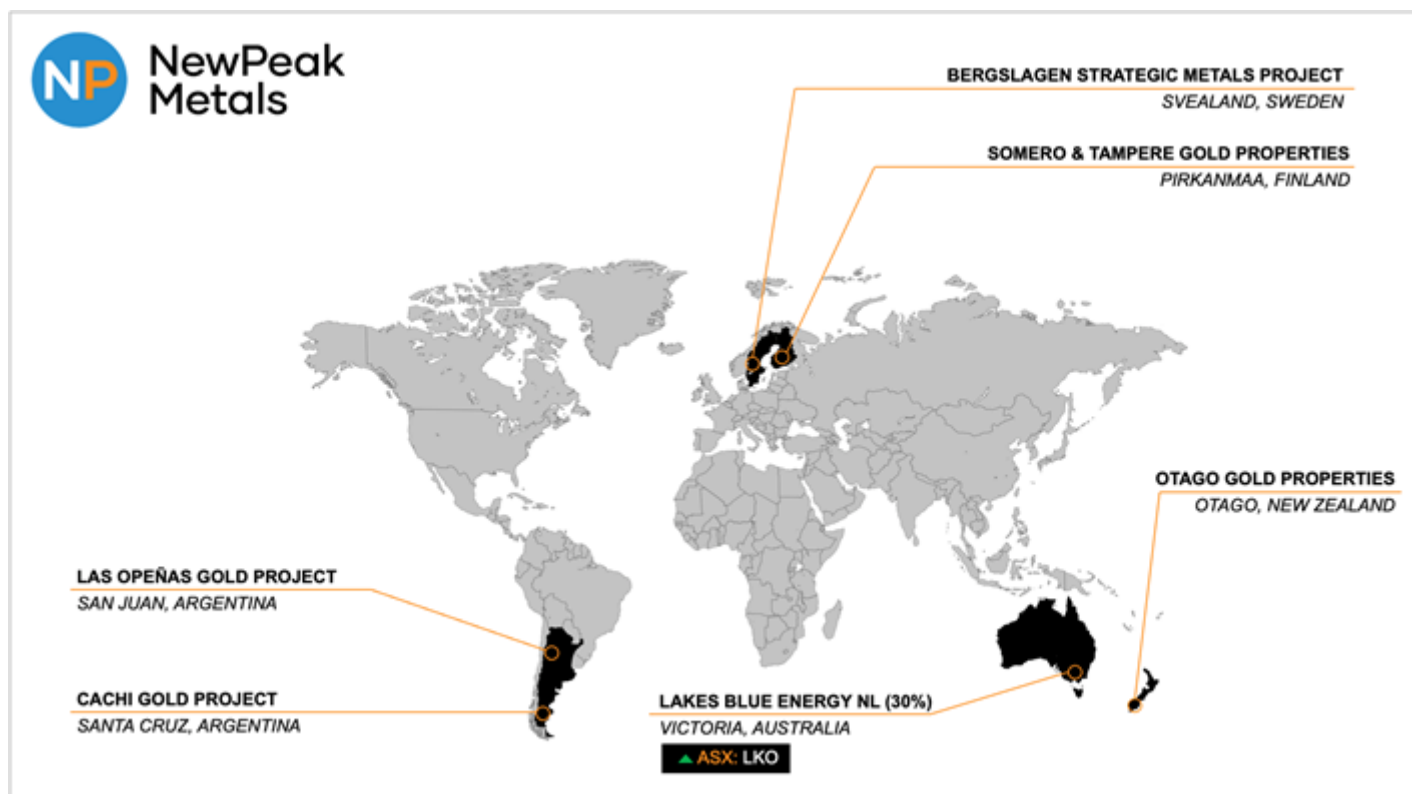 NP NewPeak
Metals
BERGSLAGEN STRATEGIC METALS PROJECT
SVEALAND, SWEDEN
SOMERO & TAMPERE GOLD PROPERTIES
PIRKANMAA, FINLAND
OTAGO GOLD PROPERTIES
OTAGO, NEW ZEALAND
LAS OPEÑAS GOLD PROJECT
SAN JUAN, ARGENTINA
CACHI GOLD PROJECT
SANTA CRUZ, ARGENTINA
LAKES BLUE ENERGY NL (30%)
VICTORIA, AUSTRALIA
ASX: LKO